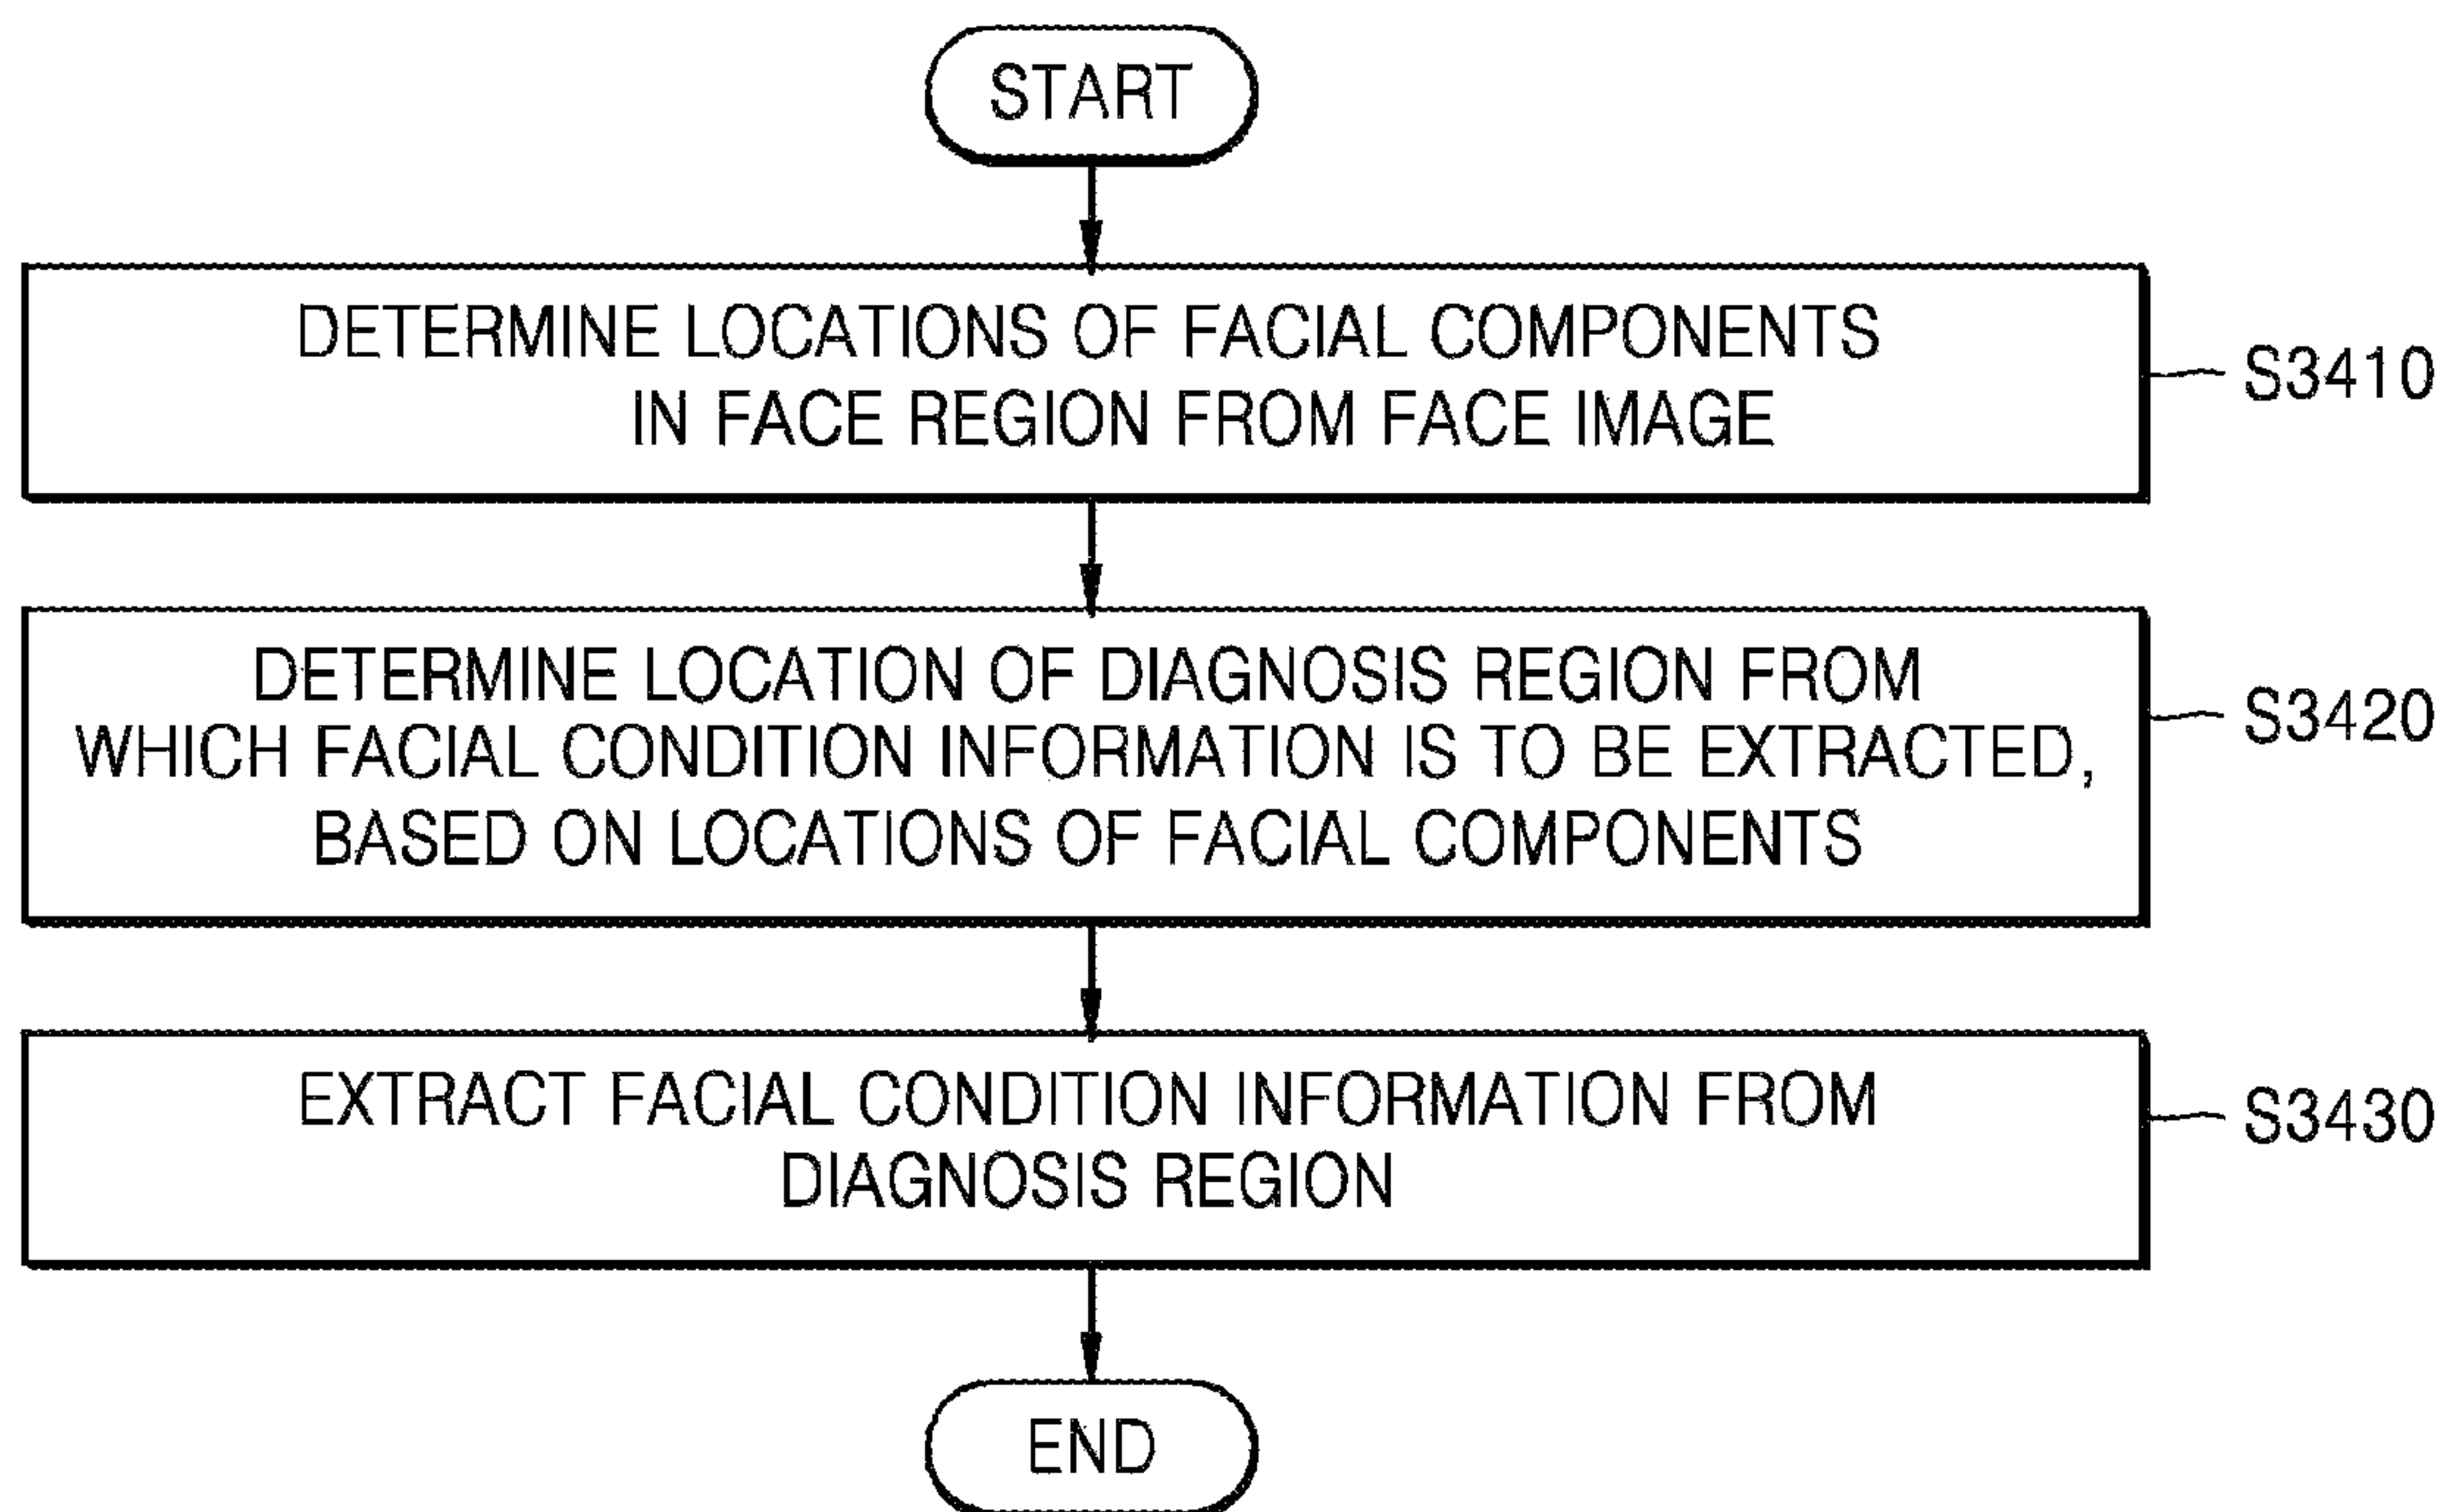 START
DETERMINE LOCATIONS OF FACIAL COMPONENTS
IN FACE REGION FROM FACE IMAGE
S3410
DETERMINE LOCATION OF DIAGNOSIS REGION FROM
WHICH FACIAL CONDITION INFORMATION IS TO BE EXTRACTED,
BASED ON LOCATIONS OF FACIAL COMPONENTS
S3420
EXTRACT FACIAL CONDITION INFORMATION FROM
DIAGNOSIS REGION
S3430
END